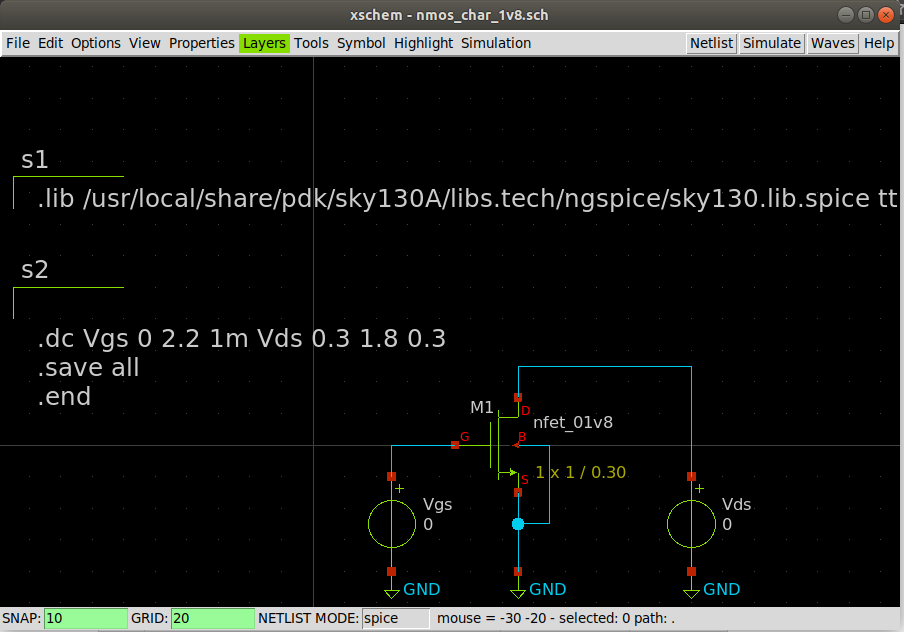 xschem - nmos_char_1v8.sch
File Edit Options View Properties Layers Tools Symbol Highlight Simulation Netlist Simulate Waves Help
s1
.lib /usr/local/share/pdk/sky130A/libs.tech/ngspice/sky130.lib.spice tt
s2
.dc Vgs 0 2.2 1m Vds 0.3 1.8 0.3
.save all
.end
M1
D
nfet_01v8
G
B
S
1 x 1 / 0.30
+
Vgs
0
+
Vds
0
GND
GND
GND
SNAP: 10 GRID: 20 NETLIST MODE: spice mouse = -30 -20 - selected: 0 path: .